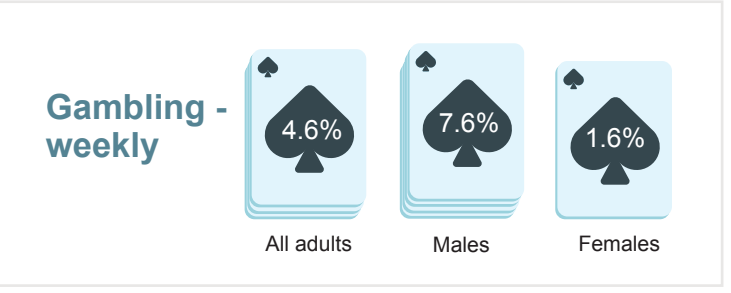 Gambling -
weekly
4.6%
7.6%
1.6%
All adults
Males
Females